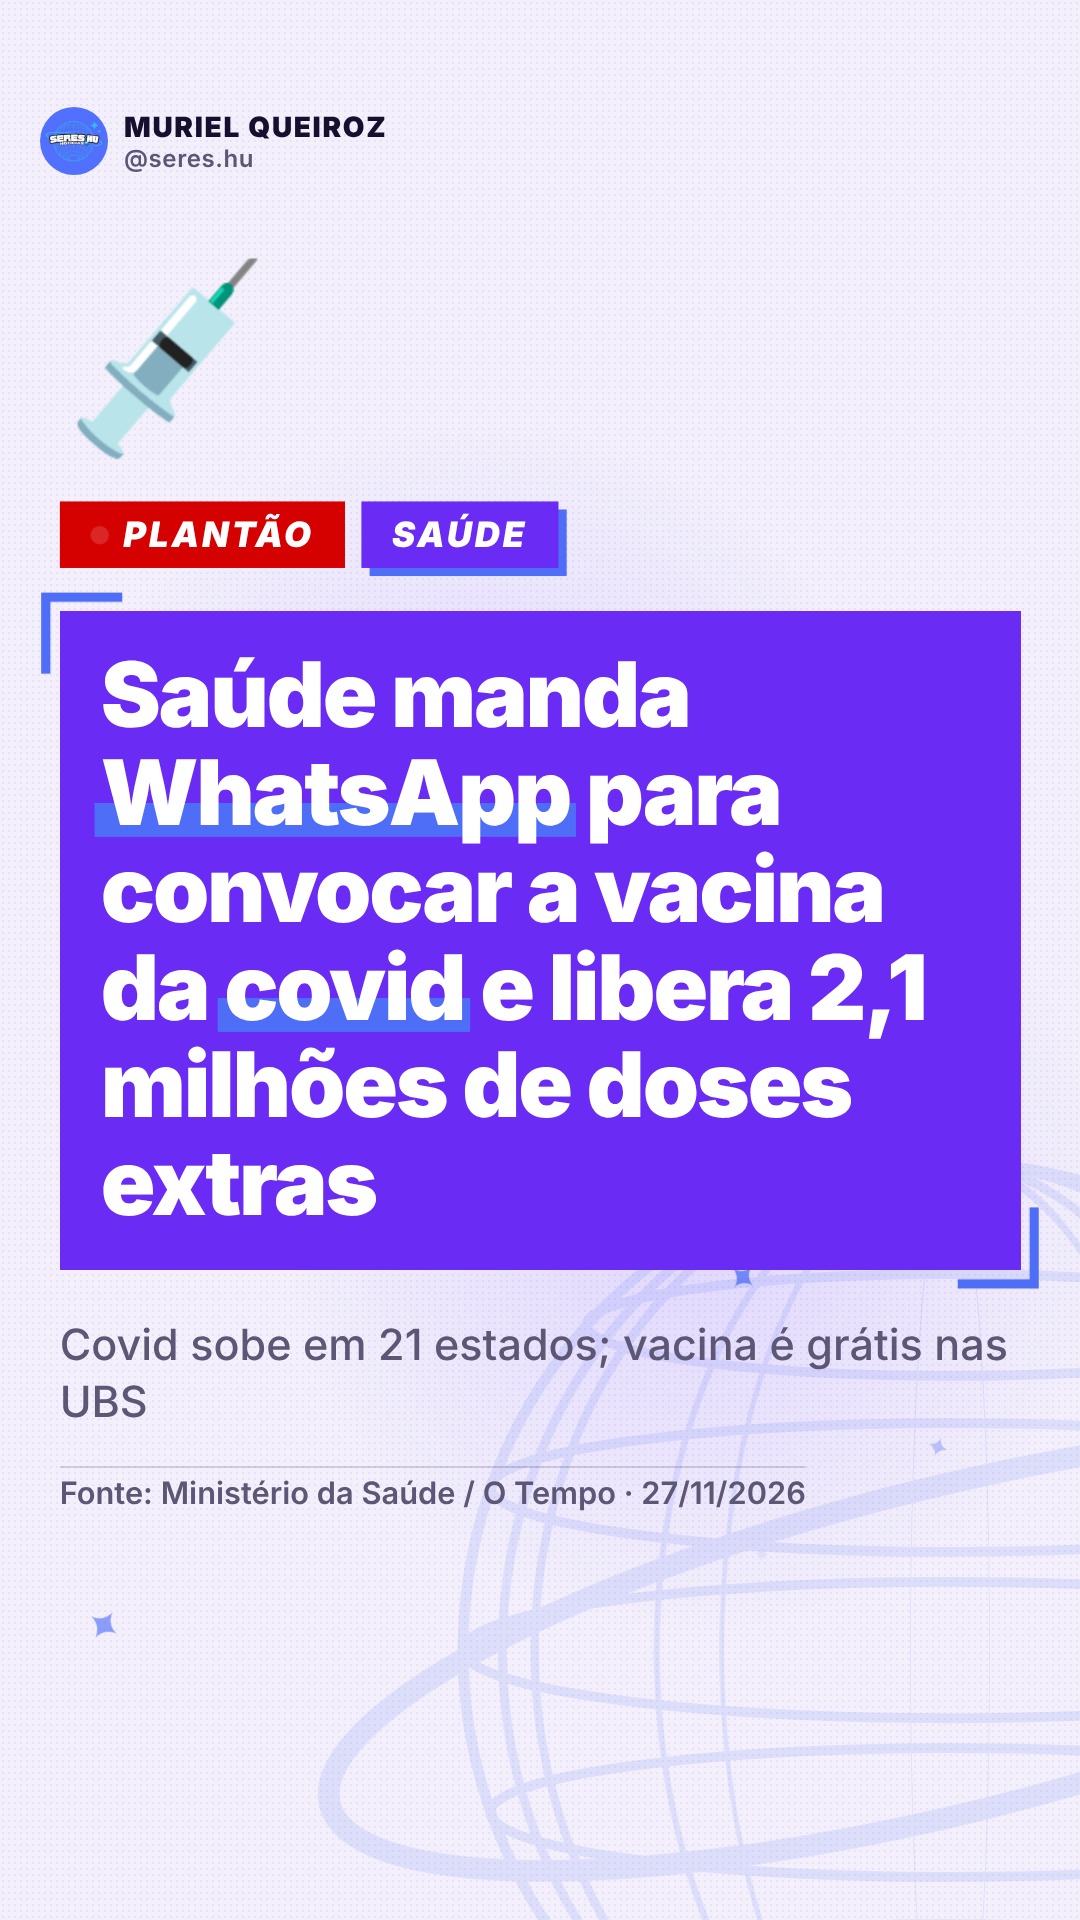 SERES.HU
MURIEL QUEIROZ
@seres.hu
PLANTÃO
SAÚDE
Saúde manda
WhatsApp para
convocar a vacina
da covid e libera 2,1
milhões de doses
extras
Covid sobe em 21 estados; vacina é grátis nas
UBS
Fonte: Ministério da Saúde / O Tempo · 27/11/2026